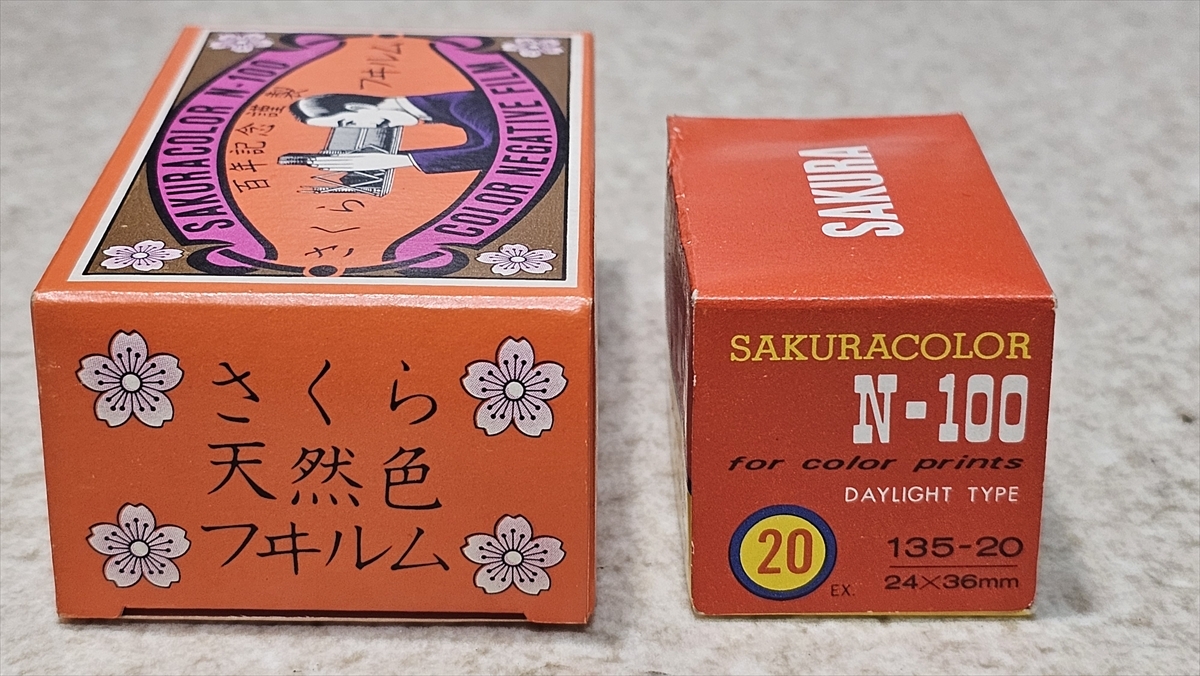 SAKURACOLOR N-100
百年記念謹製
さくら
フヰルム
COLOR NEGATIVE FILM
さくら
天然色
フヰルム
SAKURA
SAKURACOLOR
N-100
for color prints
DAYLIGHT TYPE
20
EX.
135-20
24×36mm